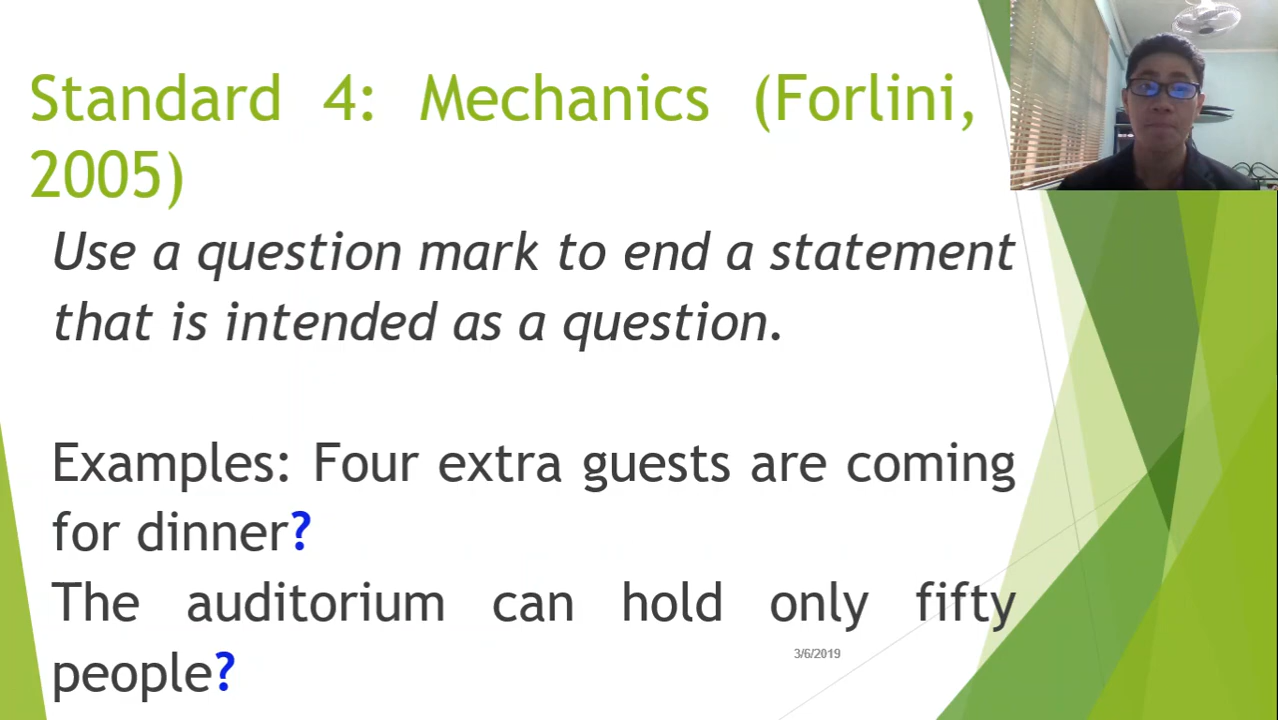 Standard 4: Mechanics (Forlini,
2005)
Use a question mark to end a statement
that is intended as a question.
Examples: Four extra guests are coming
for dinner?
The auditorium can hold only fifty
people?
3/6/2019